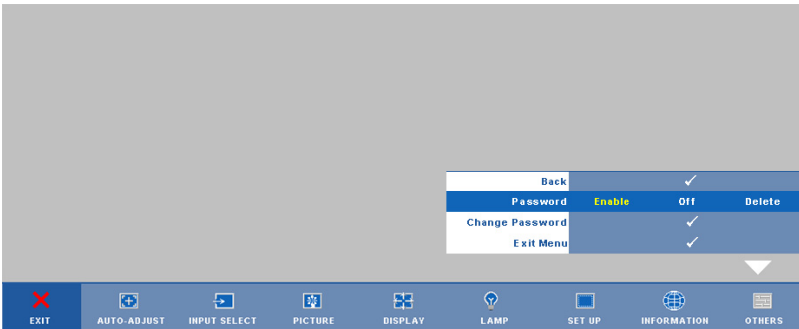 Back
Password Enable Off Delete
Change Password
Exit Menu
EXIT AUTO-ADJUST INPUT SELECT PICTURE DISPLAY LAMP SET UP INFORMATION OTHERS